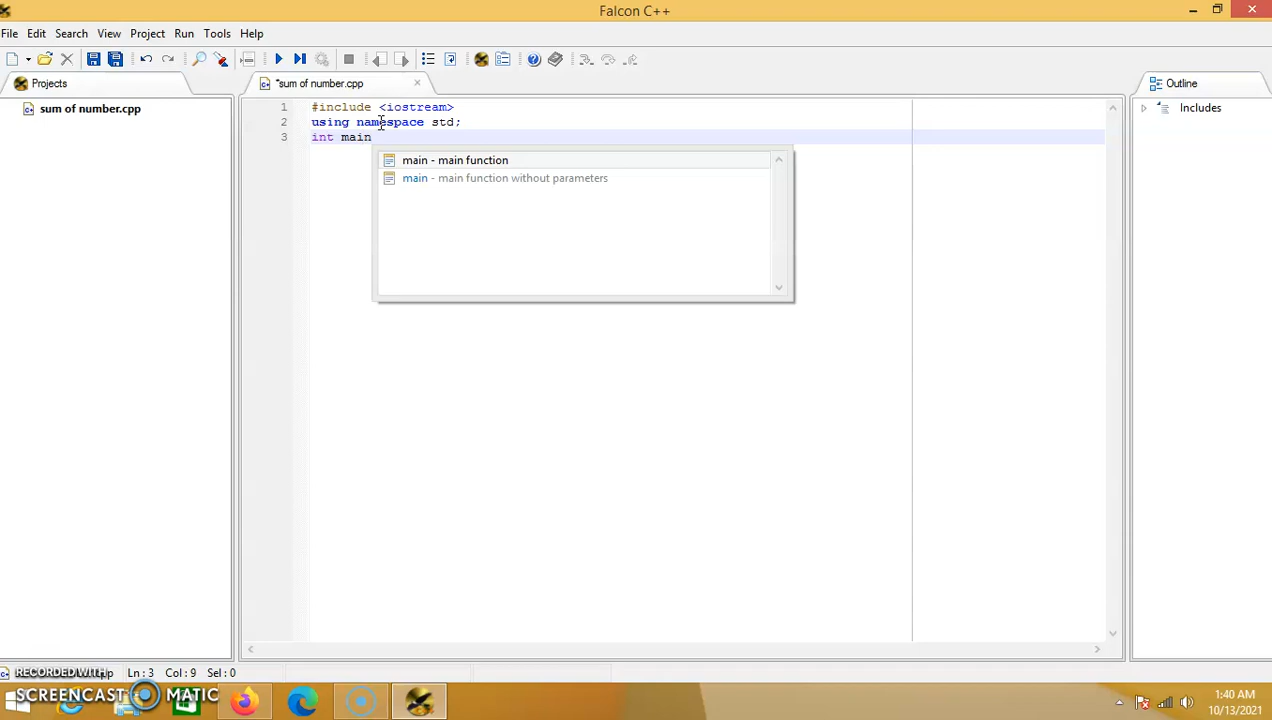 Falcon C++
File Edit Search View Project Run Tools Help
Projects
*sum of number.cpp
Outline
sum of number.cpp
Includes
1 #include <iostream>
2 using namespace std;
3 int main
main - main function
main - main function without parameters
Ln : 3 Col : 9 Sel : 0
RECORDED WITH
SCREENCAST MATIC
1:40 AM
10/13/2021